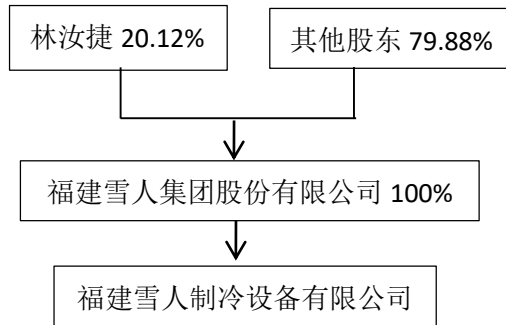 林汝捷 20.12%
其他股东 79.88%
福建雪人集团股份有限公司 100%
福建雪人制冷设备有限公司